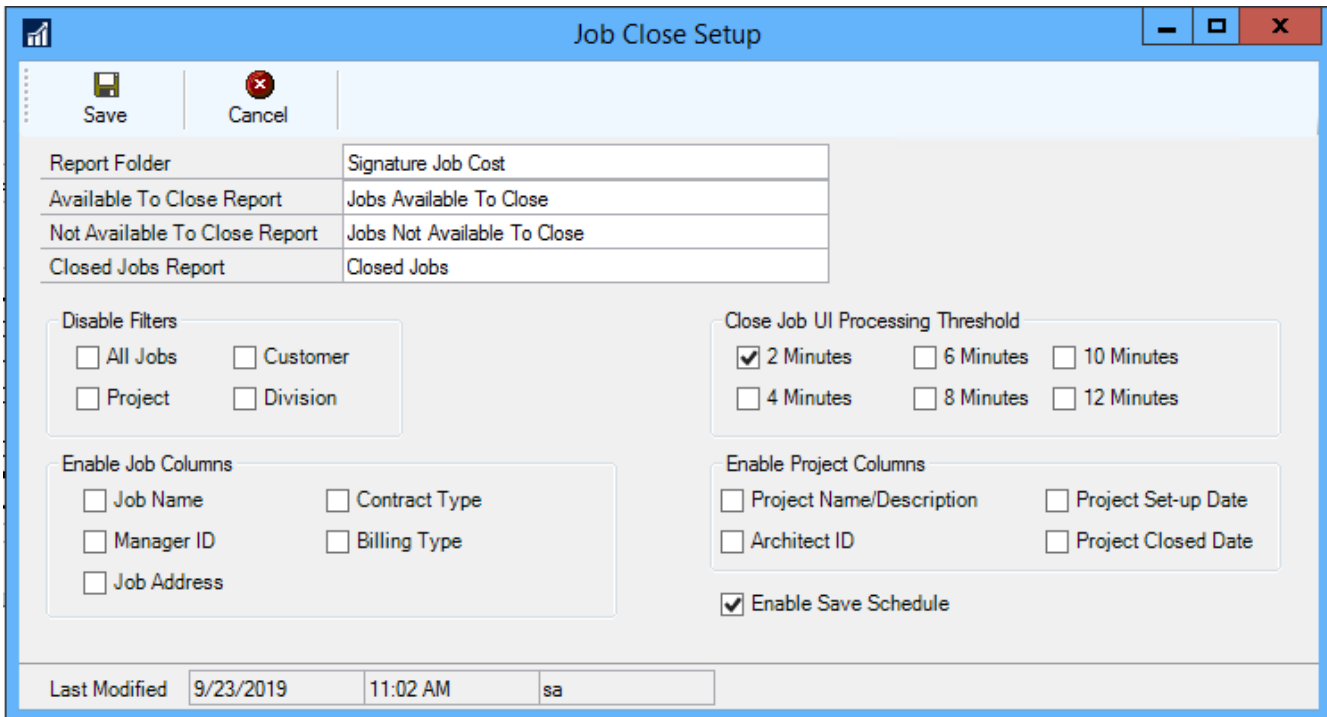 Job Close Setup
Save Cancel
Report Folder Signature Job Cost
Available To Close Report Jobs Available To Close
Not Available To Close Report Jobs Not Available To Close
Closed Jobs Report Closed Jobs
Disable Filters
All Jobs Customer
Project Division
Close Job UI Processing Threshold
2 Minutes 6 Minutes 10 Minutes
4 Minutes 8 Minutes 12 Minutes
Enable Job Columns
Job Name Contract Type
Manager ID Billing Type
Job Address
Enable Project Columns
Project Name/Description Project Set-up Date
Architect ID Project Closed Date
Enable Save Schedule
Last Modified 9/23/2019 11:02 AM sa